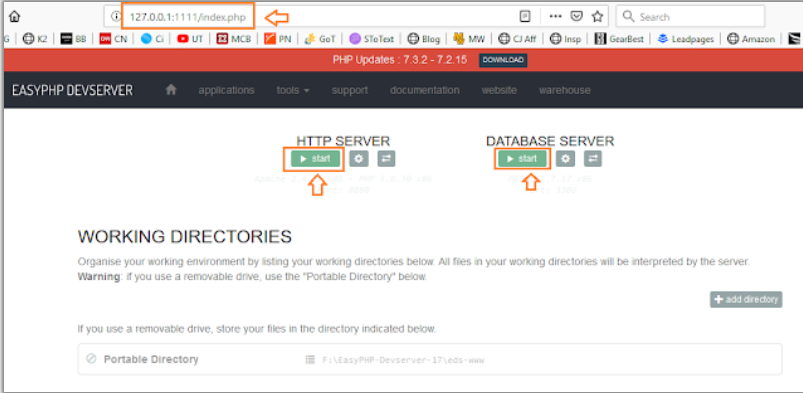 127.0.0.1:1111/index.php Search
G K2 BB CN Ci UT MCB PN GoT SToText Blog MW CJ Aff Insp GearBest Leadpages Amazon
PHP Updates : 7.3.2 - 7.2.15 DOWNLOAD
EASYPHP DEVSERVER applications tools support documentation website warehouse
HTTP SERVER DATABASE SERVER
start start
WORKING DIRECTORIES
Organise your working environment by listing your working directories below. All files in your working directories will be interpreted by the server.
Warning: if you use a removable drive, use the "Portable Directory" below.
+ add directory
If you use a removable drive, store your files in the directory indicated below.
Portable Directory F:\EasyPHP-Devserver-17\eds-www